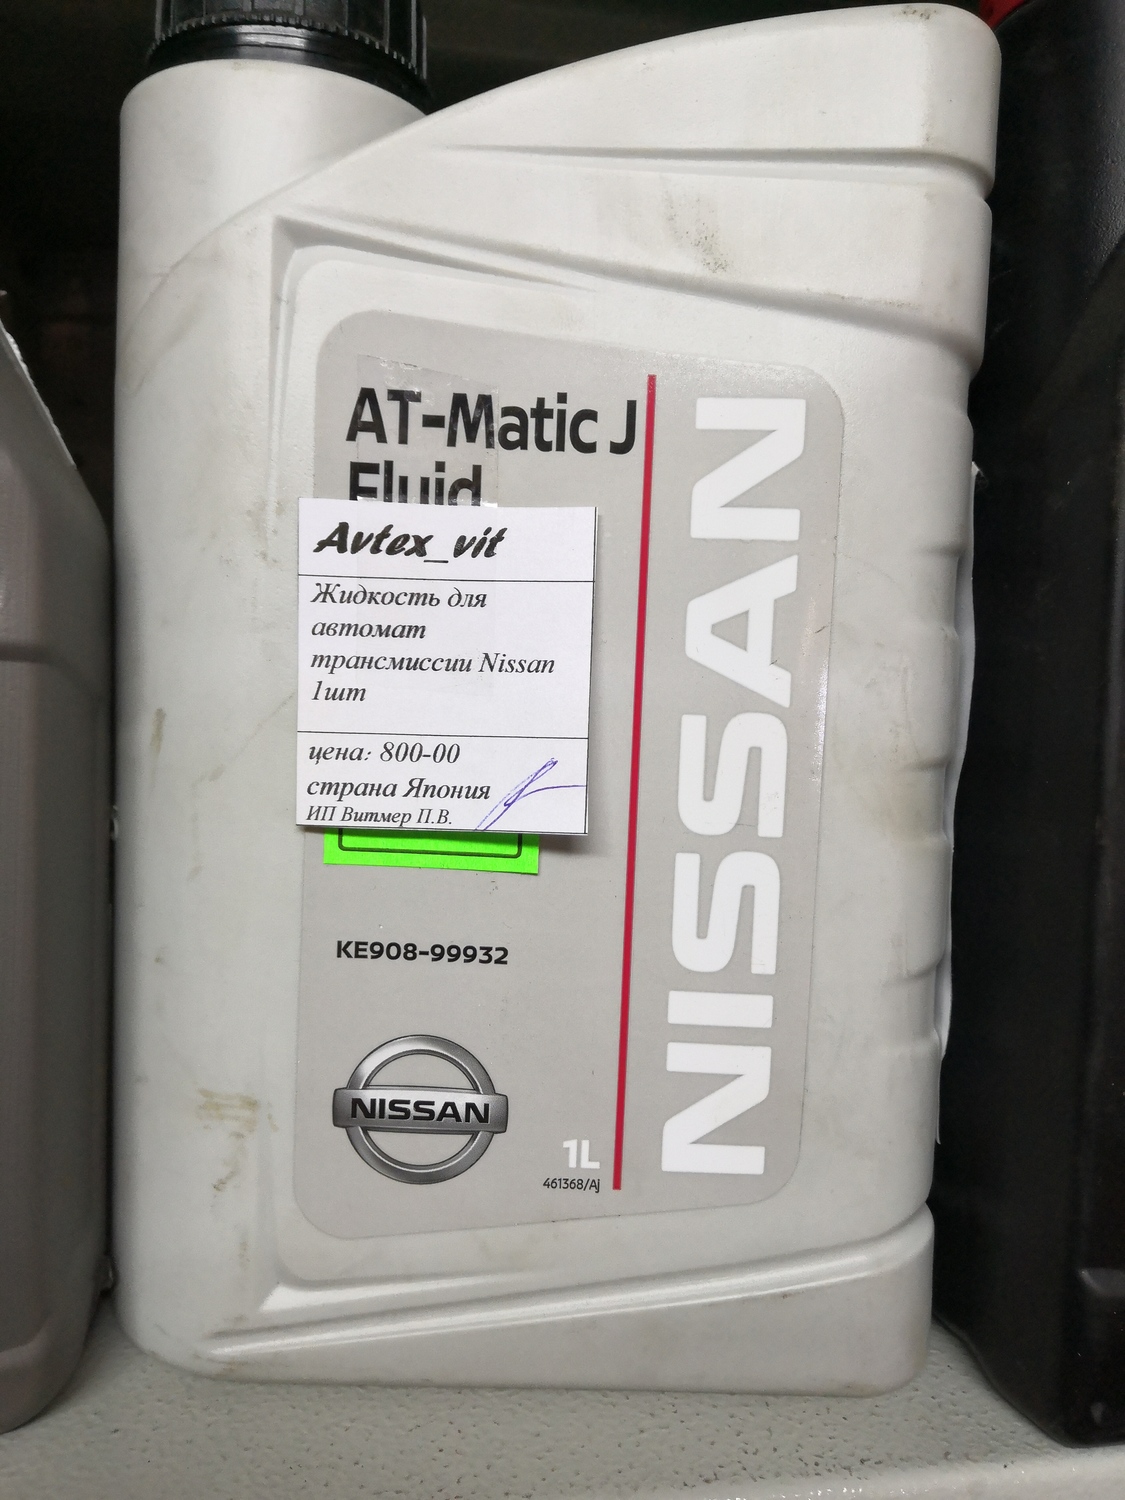 AT-Matic J
Fluid
Avtex_vit
Жидкость для
автомат
трансмиссии Nissan
1шт
цена: 800-00
страна Япония
ИП Витмер П.В.
KE908-99932
NISSAN
1L
461368/Aj
NISSAN